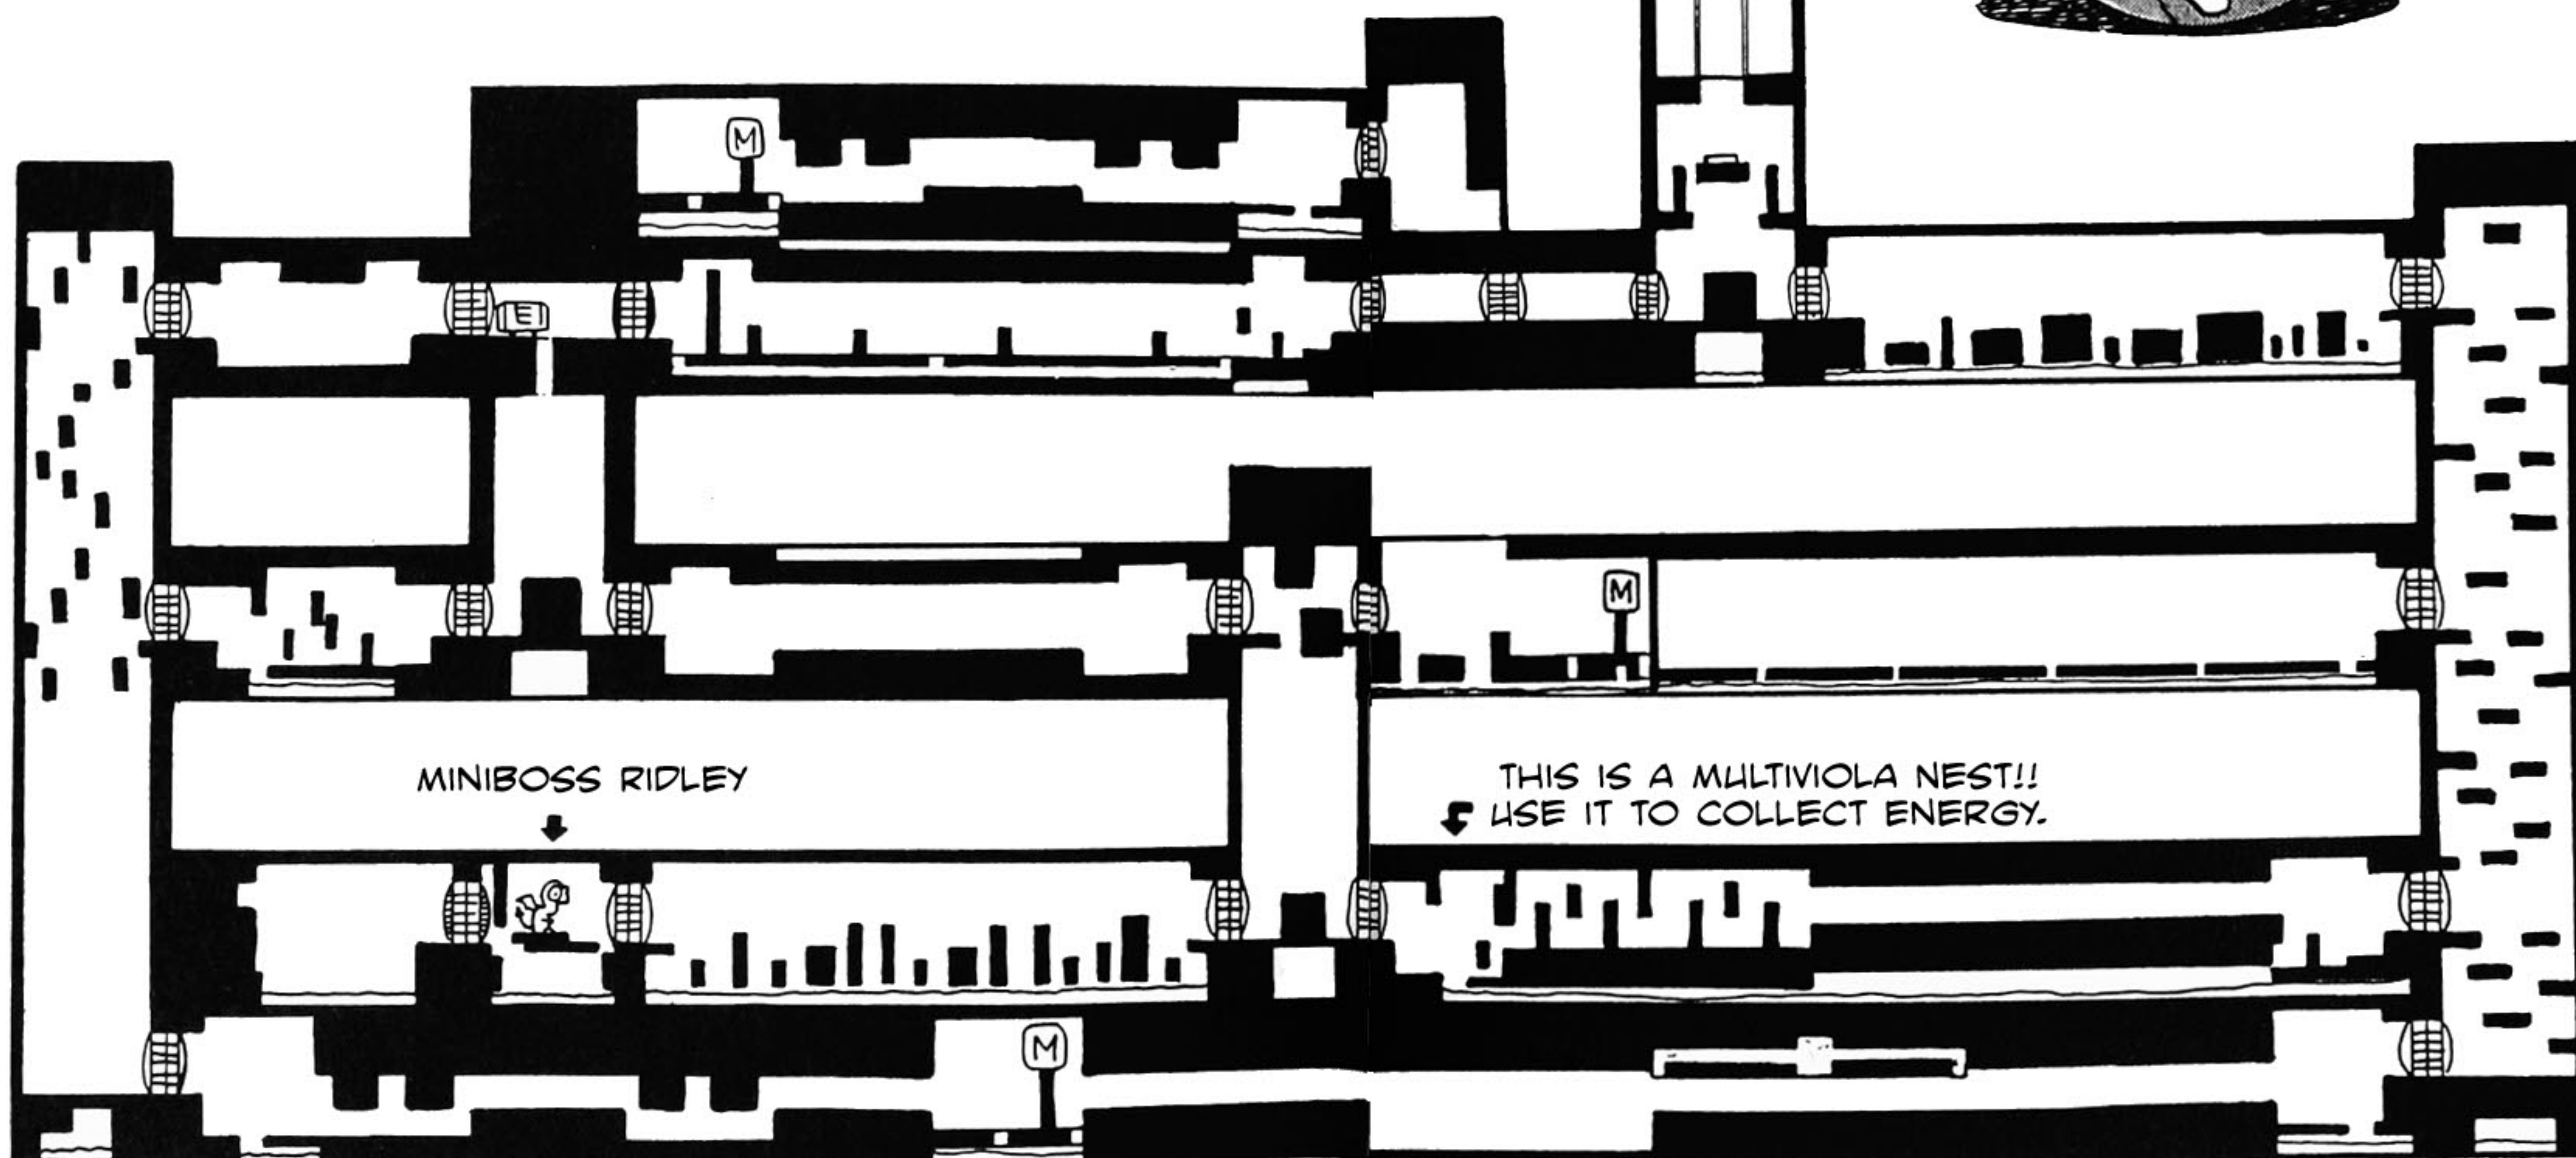 M
E
M
MINIBOSS RIDLEY
THIS IS A MULTIVIOLA NEST!!
USE IT TO COLLECT ENERGY.
M